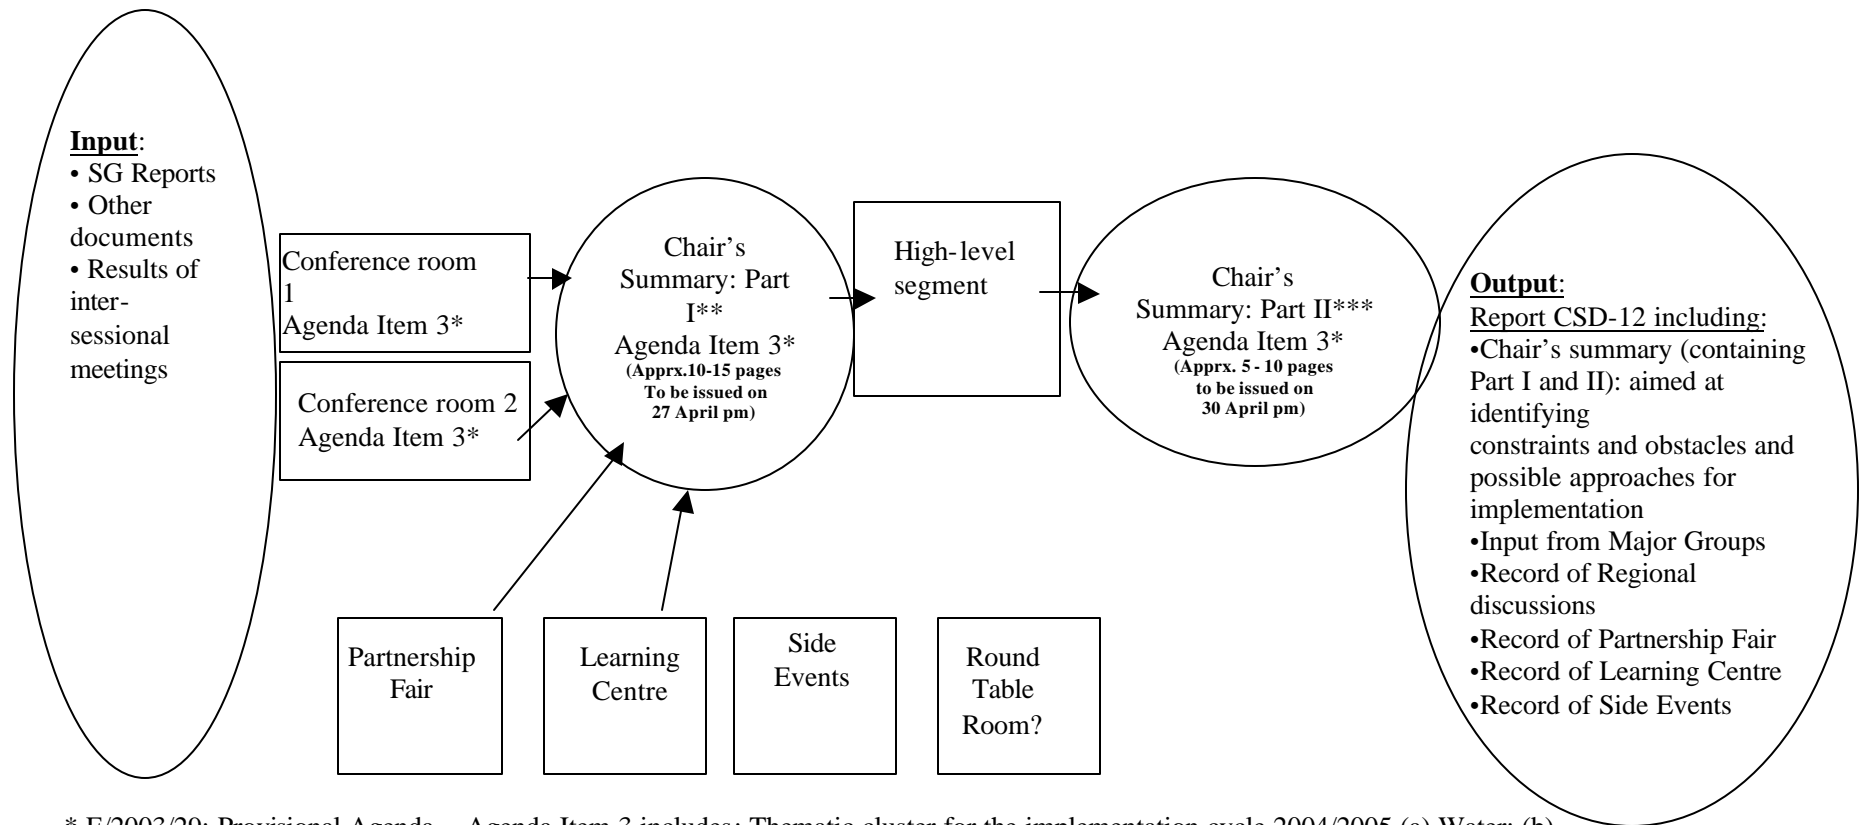 Input:
• SG Reports
• Other
documents
• Results of
inter-
sessional
meetings
Conference room
1
Agenda Item 3*
Conference room 2
Agenda Item 3*
Chair's
Summary: Part
I**
Agenda Item 3*
(Apprx.10-15 pages
To be issued on
27 April pm)
High-level
segment
Chair's
Summary: Part II***
Agenda Item 3*
(Apprx. 5 - 10 pages
to be issued on
30 April pm)
Output:
Report CSD-12 including:
•Chair's summary (containing
Part I and II): aimed at
identifying
constraints and obstacles and
possible approaches for
implementation
•Input from Major Groups
•Record of Regional
discussions
•Record of Partnership Fair
•Record of Learning Centre
•Record of Side Events
Partnership
Fair
Learning
Centre
Side
Events
Round
Table
Room?
* E/2003/29: Provisional Agenda – Agenda Item 3 includes: Thematic cluster for the implementation cycle 2004/2005 (a) Water; (b)